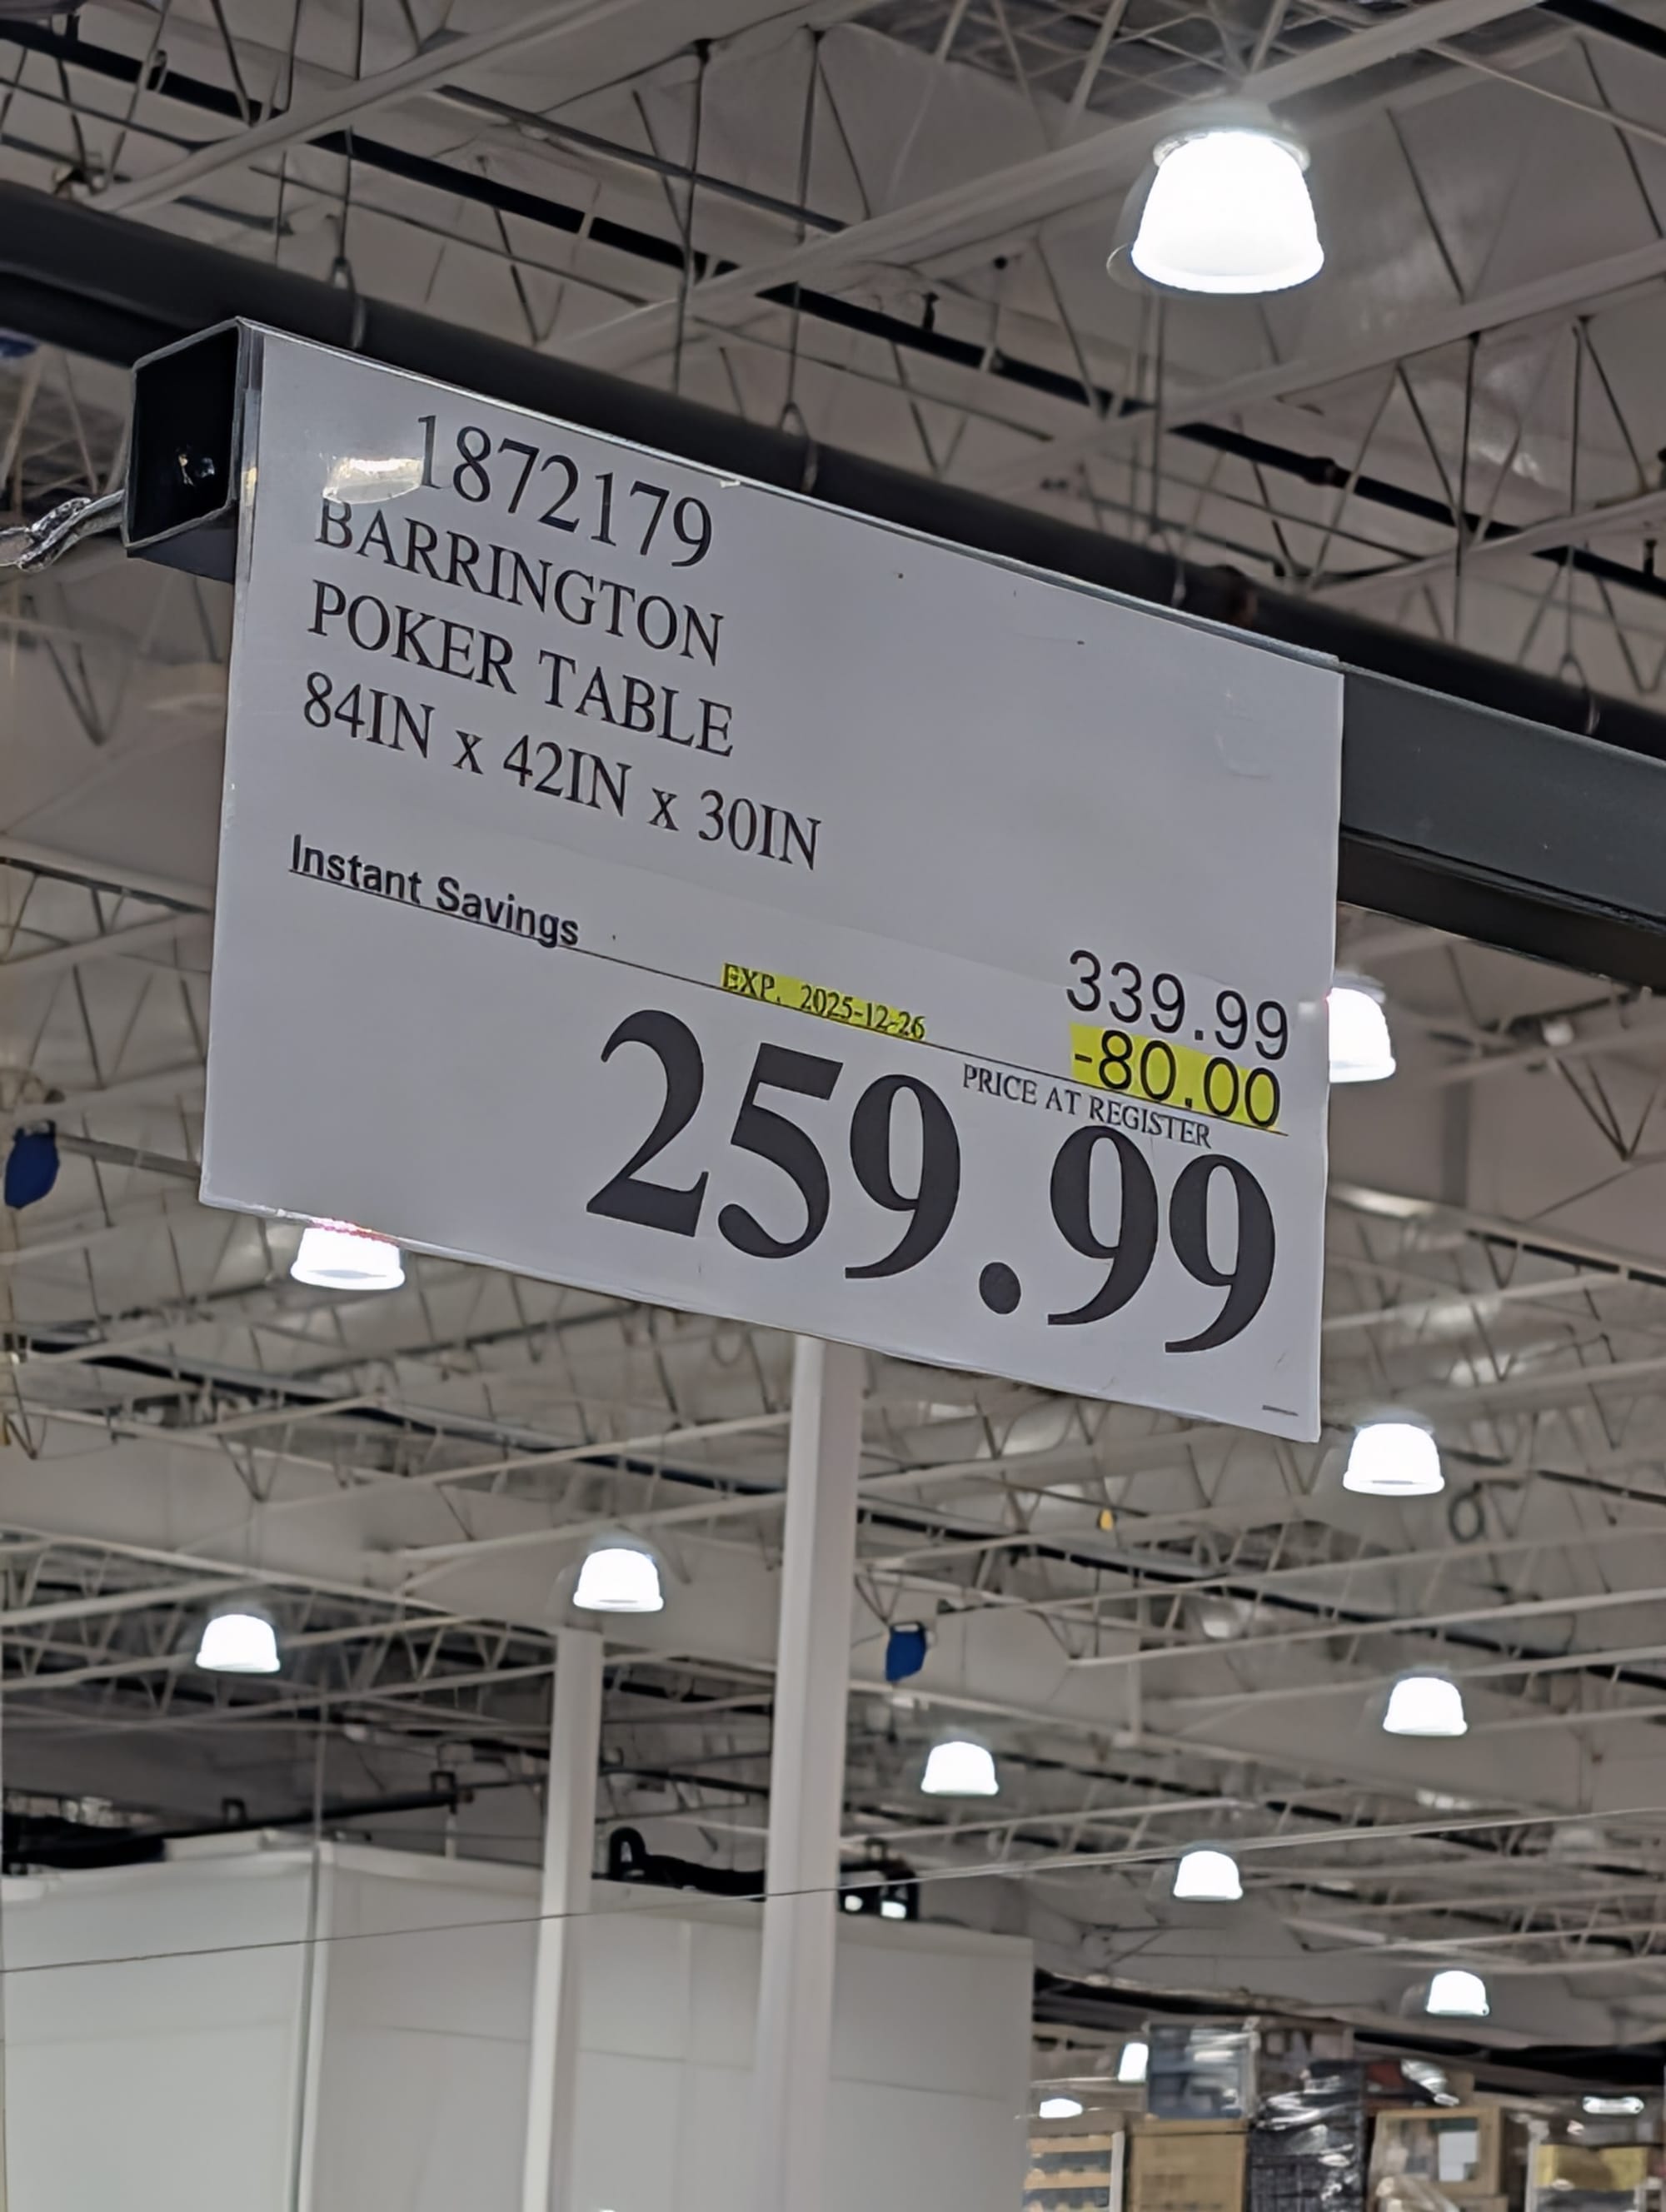 1872179
BARRINGTON
POKER TABLE
84IN x 42IN x 30IN
339.99
Instant Savings
EXP. 2025-12-26
-80.00
PRICE AT REGISTER
259.99